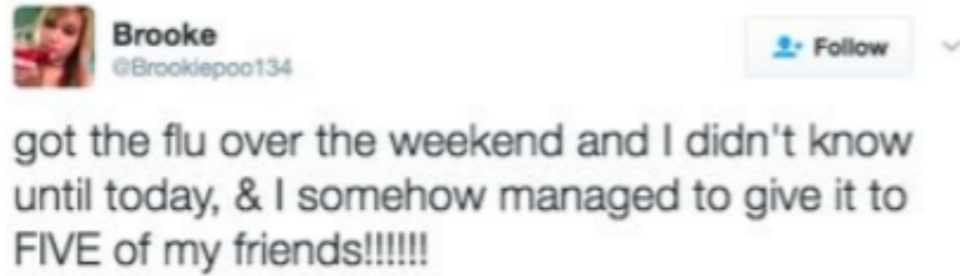 Brooke
@Brookiepoo134
Follow
got the flu over the weekend and I didn't know
until today, & I somehow managed to give it to
FIVE of my friends!!!!!!